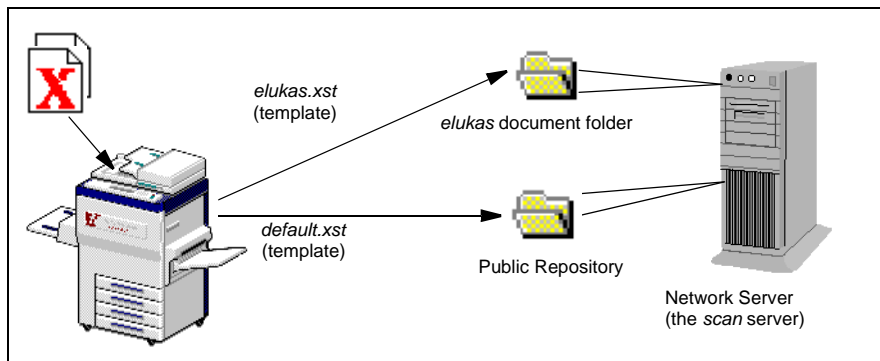 X
elukas.xst
(template)
elukas document folder
default.xst
(template)
Public Repository
Network Server
(the scan server)